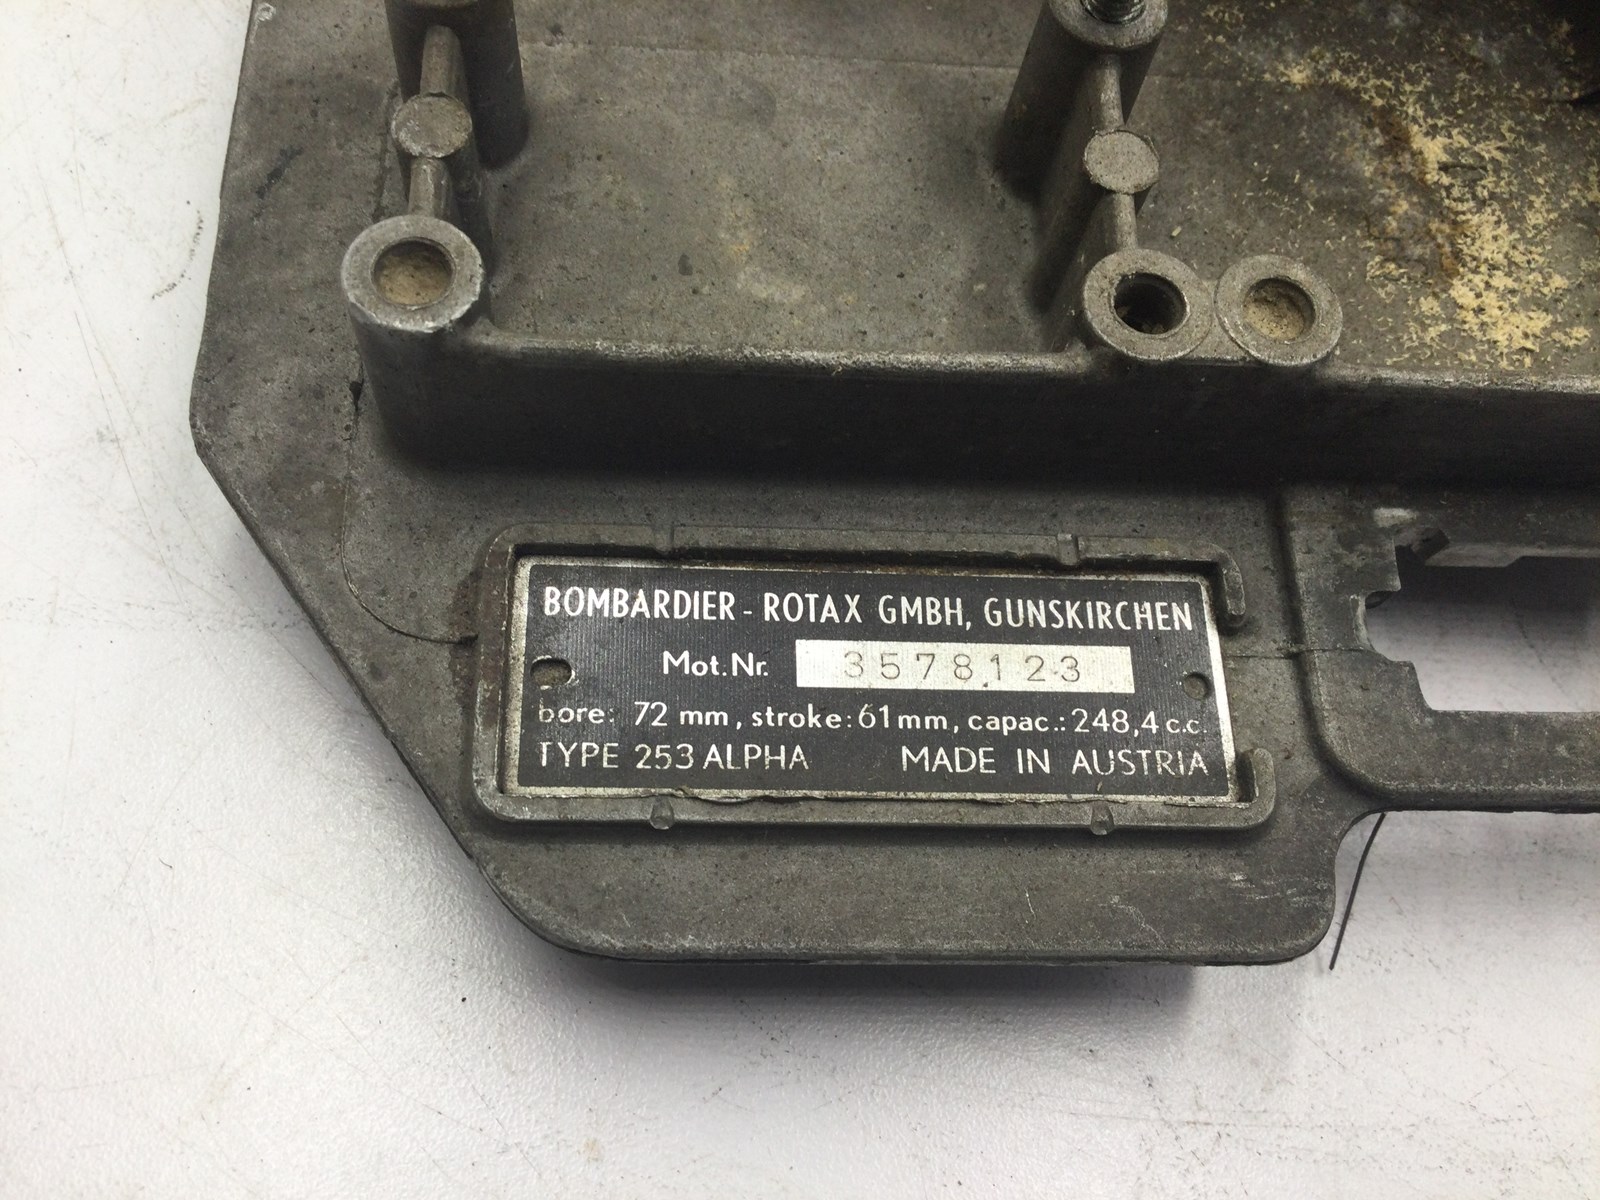 BOMBARDIER - ROTAX GMBH, GUNSKIRCHEN
Mot.Nr. 3578123
bore: 72 mm, stroke: 61 mm, capac.: 248,4 c.c.
TYPE 253 ALPHA MADE IN AUSTRIA